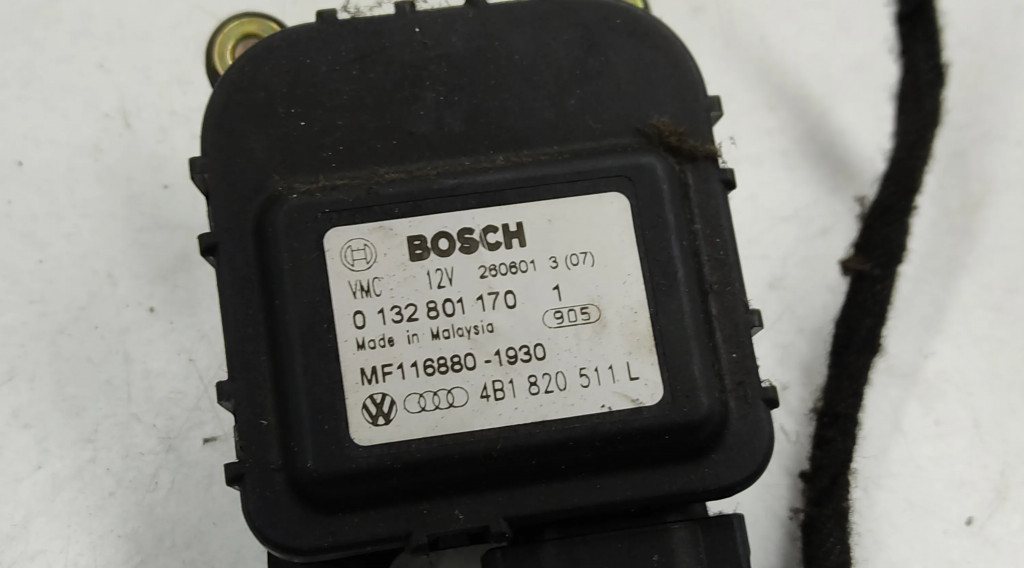 BOSCH
VMC 12V 260601 3 (07)
0 132 801 170 1
Made in Malaysia 905
MF116880-1930
VW 4B1 820 511 L